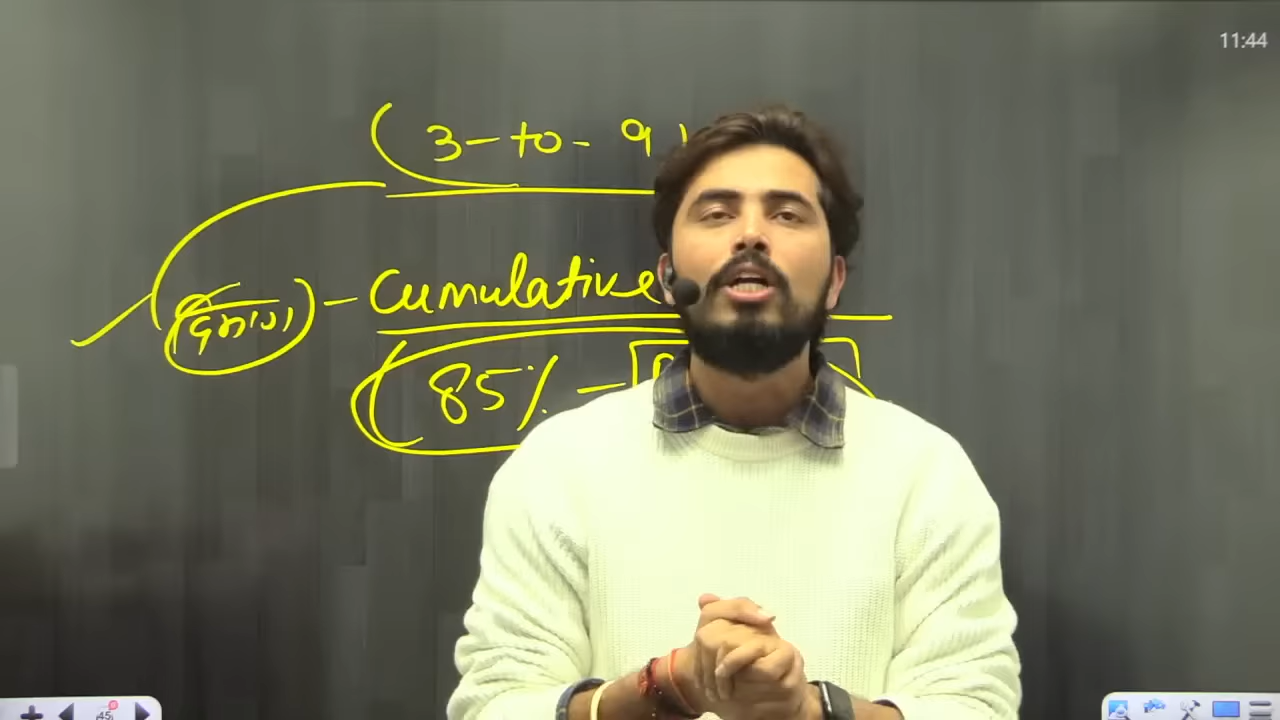 11:44
(3-to-9
- Cumulative
85% -
45